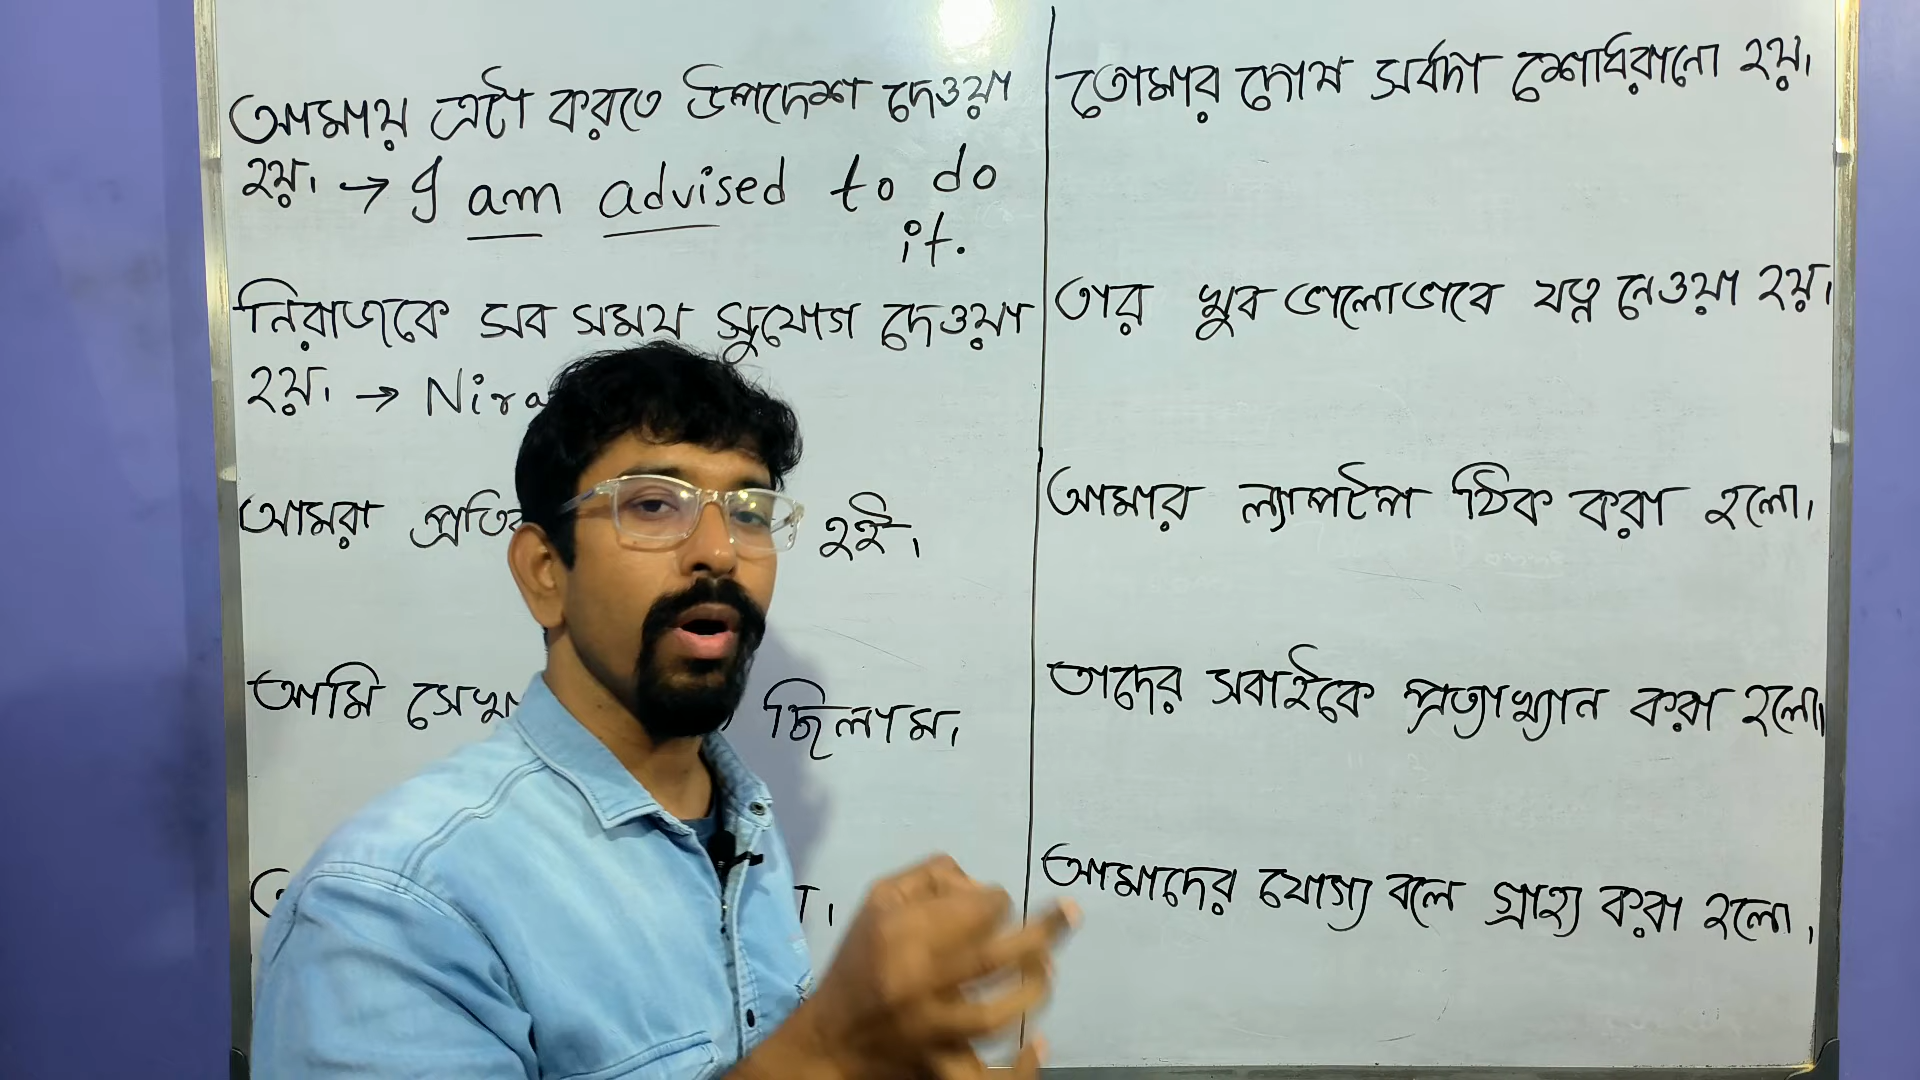 আমায় এটা করতে উপদেশ দেওয়া
হয়। → I am advised to do
it.
নিরাজকে সব সময় সুযোগ দেওয়া
হয়। → Nira
আমরা হই।
আমি ছিলাম।
তোমার দোষ সর্বদা শোধরানো হয়।
তার খুব ভালোভাবে যত্ন নেওয়া হয়।
আমার ল্যাপটপ ঠিক করা হলো।
তাদের সবাইকে প্রত্যাখ্যান করা হলো।
আমাদের যোগ্য বলে গ্রাহ্য করা হলো।